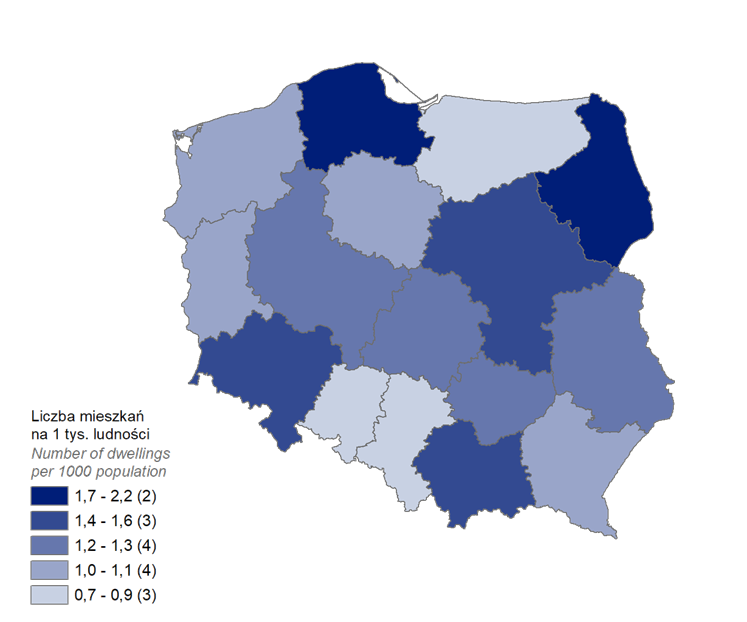 Liczba mieszkań
na 1 tys. ludności
Number of dwellings
per 1000 population
1,7 - 2,2 (2)
1,4 - 1,6 (3)
1,2 - 1,3 (4)
1,0 - 1,1 (4)
0,7 - 0,9 (3)